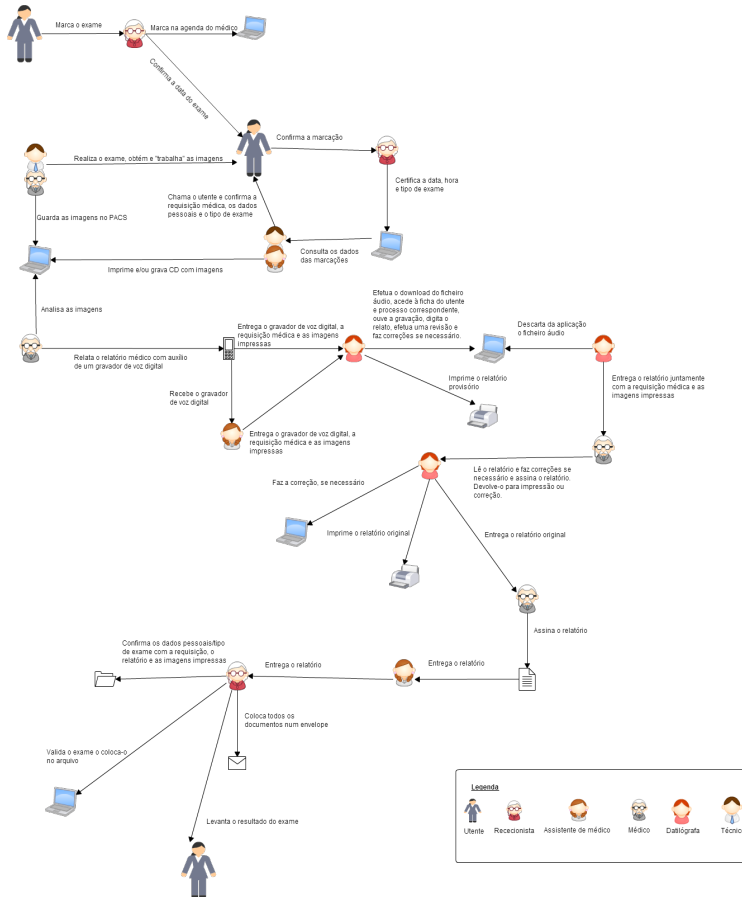 Marca o exame
Marca na agenda do médico
Confirma a data do exame
Confirma a marcação
Realiza o exame, obtém e "trabalha" as imagens
Certifica a data, hora
e tipo de exame
Chama o utente e confirma a
requisição médica, os dados
pessoais e o tipo de exame
Guarda as imagens no PACS
Consulta os dados
das marcações
Imprime e/ou grava CD com imagens
Analisa as imagens
Efetua o download do ficheiro
áudio, acede à ficha do utente
e processo correspondente,
ouve a gravação, digita o
relato, efetua uma revisão e
faz correções se necessário.
Entrega o gravador de voz digital, a
requisição médica e as imagens
impressas
Descarta da aplicação
o ficheiro áudio
Relata o relatório médico com auxílio
de um gravador de voz digital
Imprime o relatório
provisório
Entrega o relatório juntamente
com a requisição médica e as
imagens impressas
Recebe o gravador
de voz digital
Entrega o gravador de voz digital, a
requisição médica e as imagens
impressas
Lê o relatório e faz correções se
necessário e assina o relatório.
Devolve-o para impressão ou
correção.
Faz a correção, se necessário
Imprime o relatório original
Entrega o relatório original
Assina o relatório
Confirma os dados pessoais/tipo
de exame com a requisição, o
relatório e as imagens impressas
Entrega o relatório
Entrega o relatório
Coloca todos os
documentos num envelope
Valida o exame o coloca-o
no arquivo
Levanta o resultado do exame
Legenda
Utente
Rececionista
Assistente de médico
Médico
Datilógrafa
Técnico